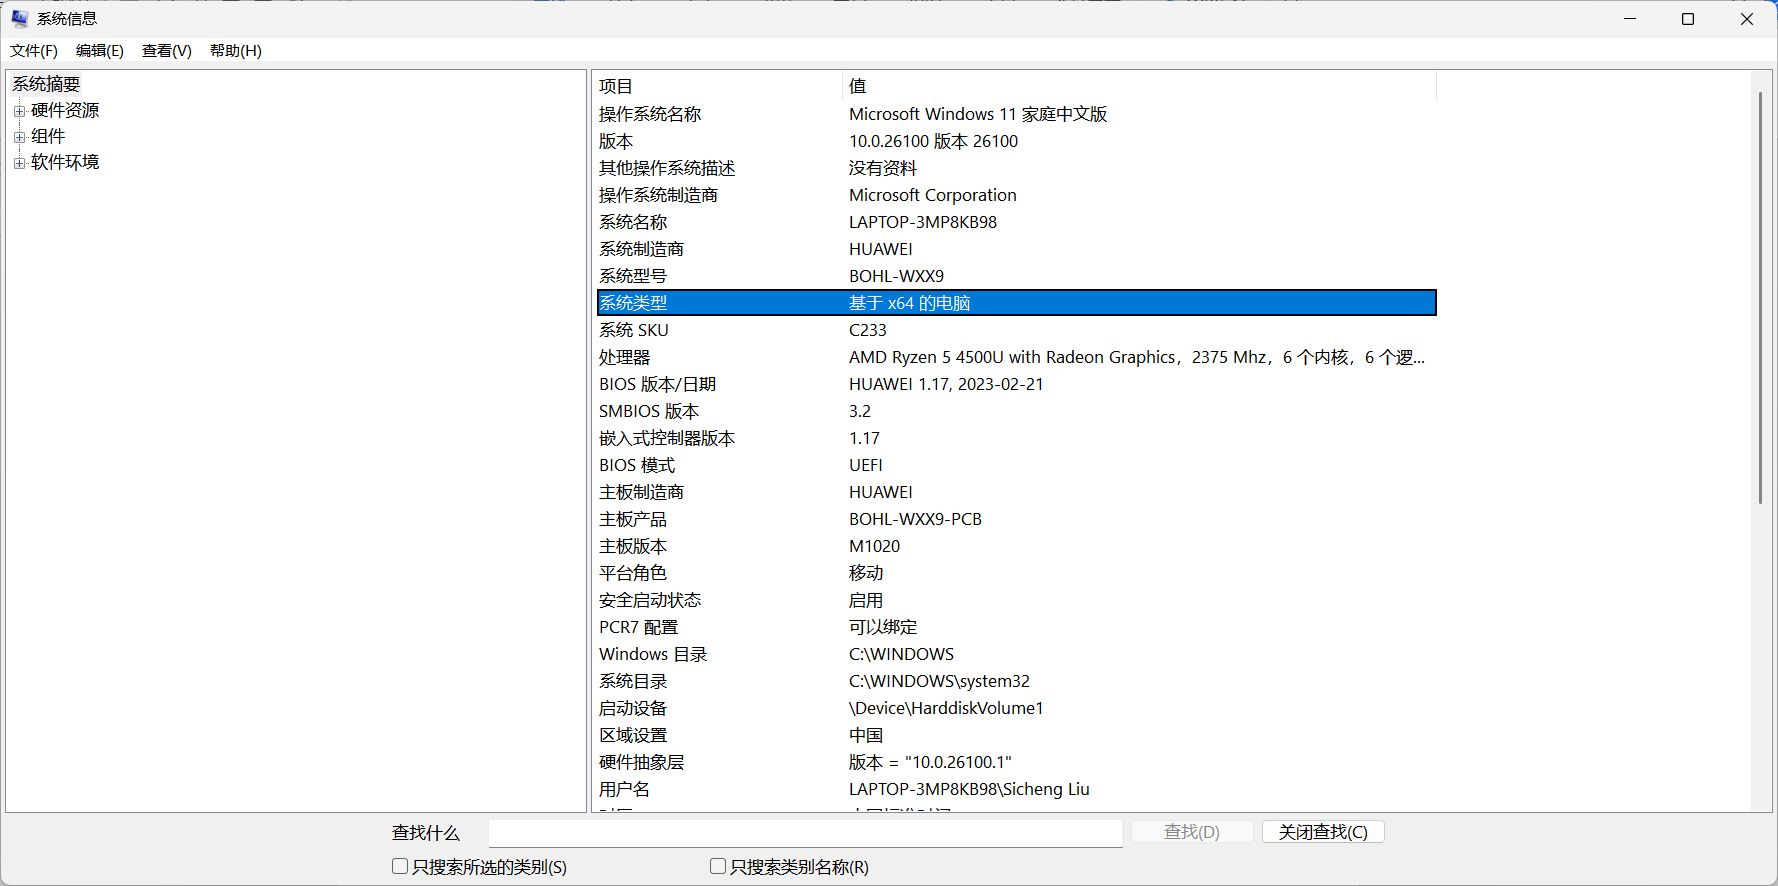 系统信息
文件(F) 编辑(E) 查看(V) 帮助(H)
系统摘要
硬件资源
组件
软件环境
项目 值
操作系统名称 Microsoft Windows 11 家庭中文版
版本 10.0.26100 版本 26100
其他操作系统描述 没有资料
操作系统制造商 Microsoft Corporation
系统名称 LAPTOP-3MP8KB98
系统制造商 HUAWEI
系统型号 BOHL-WXX9
系统类型 基于 x64 的电脑
系统 SKU C233
处理器 AMD Ryzen 5 4500U with Radeon Graphics，2375 Mhz，6 个内核，6 个逻...
BIOS 版本/日期 HUAWEI 1.17, 2023-02-21
SMBIOS 版本 3.2
嵌入式控制器版本 1.17
BIOS 模式 UEFI
主板制造商 HUAWEI
主板产品 BOHL-WXX9-PCB
主板版本 M1020
平台角色 移动
安全启动状态 启用
PCR7 配置 可以绑定
Windows 目录 C:\WINDOWS
系统目录 C:\WINDOWS\system32
启动设备 \Device\HarddiskVolume1
区域设置 中国
硬件抽象层 版本 = "10.0.26100.1"
用户名 LAPTOP-3MP8KB98\Sicheng Liu
查找什么 查找(D) 关闭查找(C)
只搜索所选的类别(S) 只搜索类别名称(R)